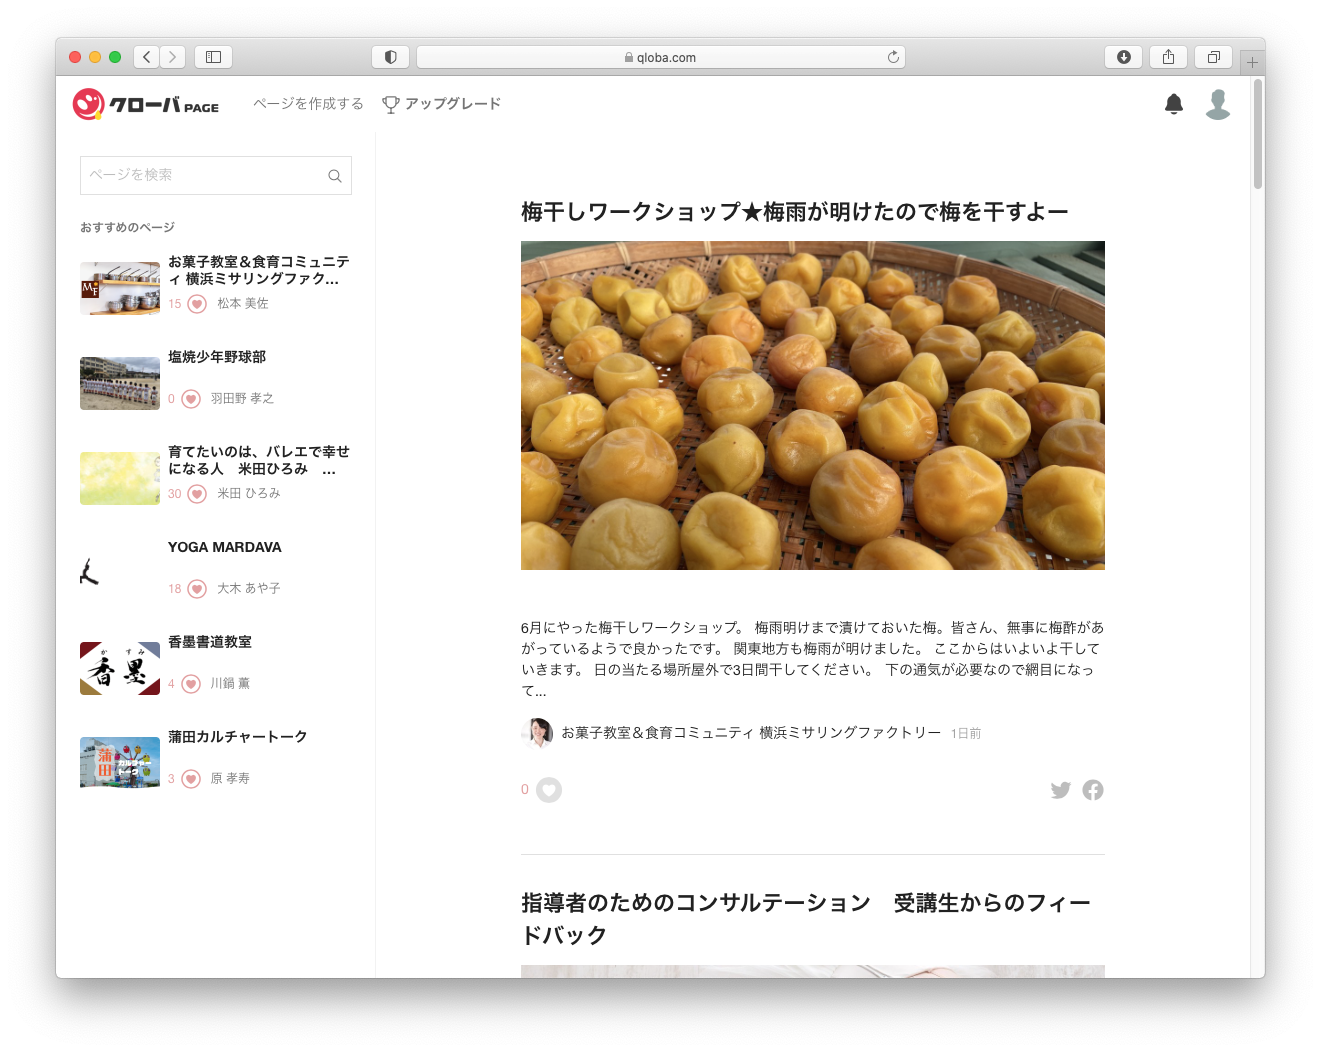 qloba.com
クローバ PAGE
ページを作成する
アップグレード
ページを検索
おすすめのページ
お菓子教室＆食育コミュニテ
ィ 横浜ミサリングファク...
15 松本 美佐
MF
塩焼少年野球部
0 羽田野 孝之
育てたいのは、バレエで幸せ
になる人　米田ひろみ　...
30 米田 ひろみ
YOGA MARDAVA
18 大木 あや子
香墨書道教室
かすみ
香墨
4 川鍋 薫
蒲田カルチャートーク
蒲田
カルチャー
トーク
3 原 孝寿
梅干しワークショップ★梅雨が明けたので梅を干すよー
6月にやった梅干しワークショップ。 梅雨明けまで漬けておいた梅。皆さん、無事に梅酢があ
がっているようで良かったです。 関東地方も梅雨が明けました。 ここからはいよいよ干して
いきます。 日の当たる場所屋外で3日間干してください。 下の通気が必要なので網目になっ
て...
お菓子教室＆食育コミュニティ 横浜ミサリングファクトリー 1日前
0
指導者のためのコンサルテーション　受講生からのフィー
ドバック